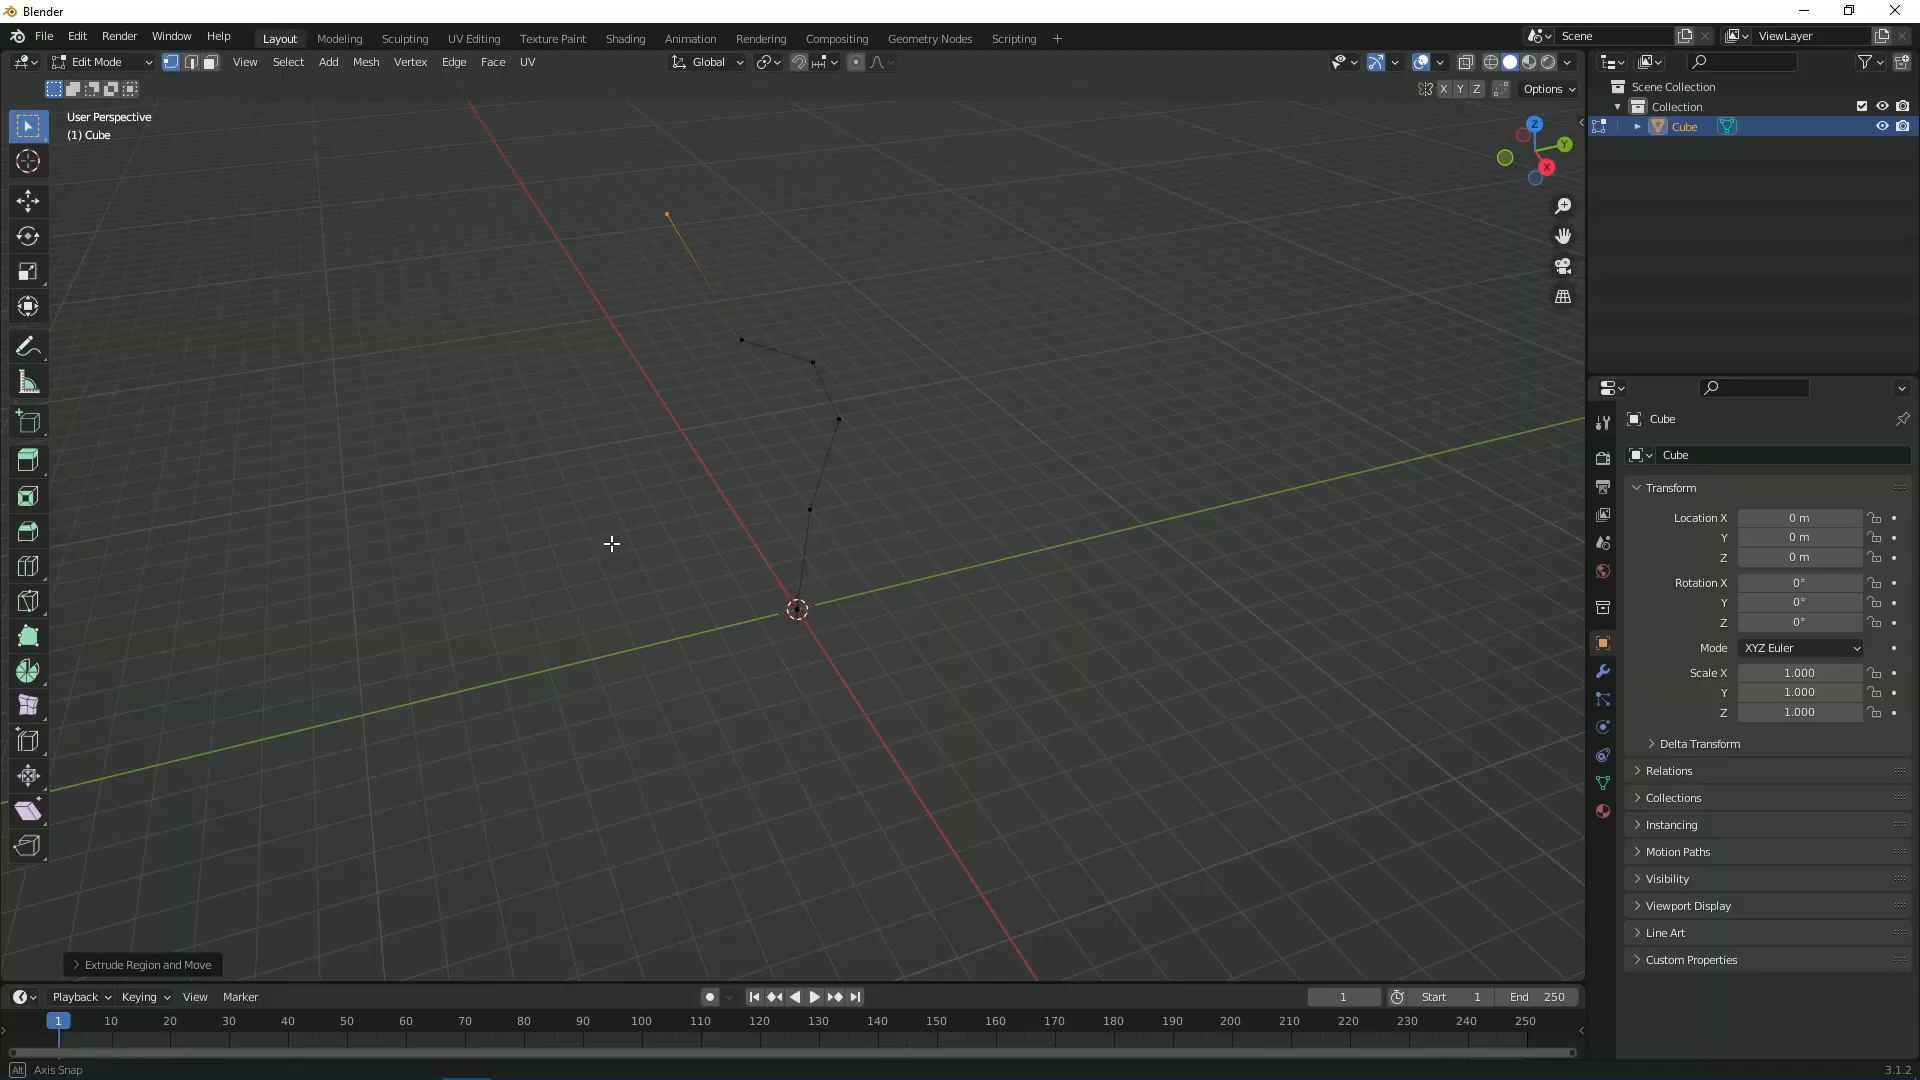 Blender
File Edit Render Window Help
Layout Modeling Sculpting UV Editing Texture Paint Shading Animation Rendering Compositing Geometry Nodes Scripting +
Scene
ViewLayer
Edit Mode
View Select Add Mesh Vertex Edge Face UV
Global
X Y Z
Options
User Perspective
(1) Cube
Z
Y
X
Scene Collection
Collection
Cube
Cube
Cube
Transform
Location X 0 m
Y 0 m
Z 0 m
Rotation X 0°
Y 0°
Z 0°
Mode XYZ Euler
Scale X 1.000
Y 1.000
Z 1.000
Delta Transform
Relations
Collections
Instancing
Motion Paths
Visibility
Viewport Display
Line Art
Custom Properties
Extrude Region and Move
Playback Keying View Marker
1
Start 1
End 250
1 10 20 30 40 50 60 70 80 90 100 110 120 130 140 150 160 170 180 190 200 210 220 230 240 250
Alt Axis Snap
3.1.2